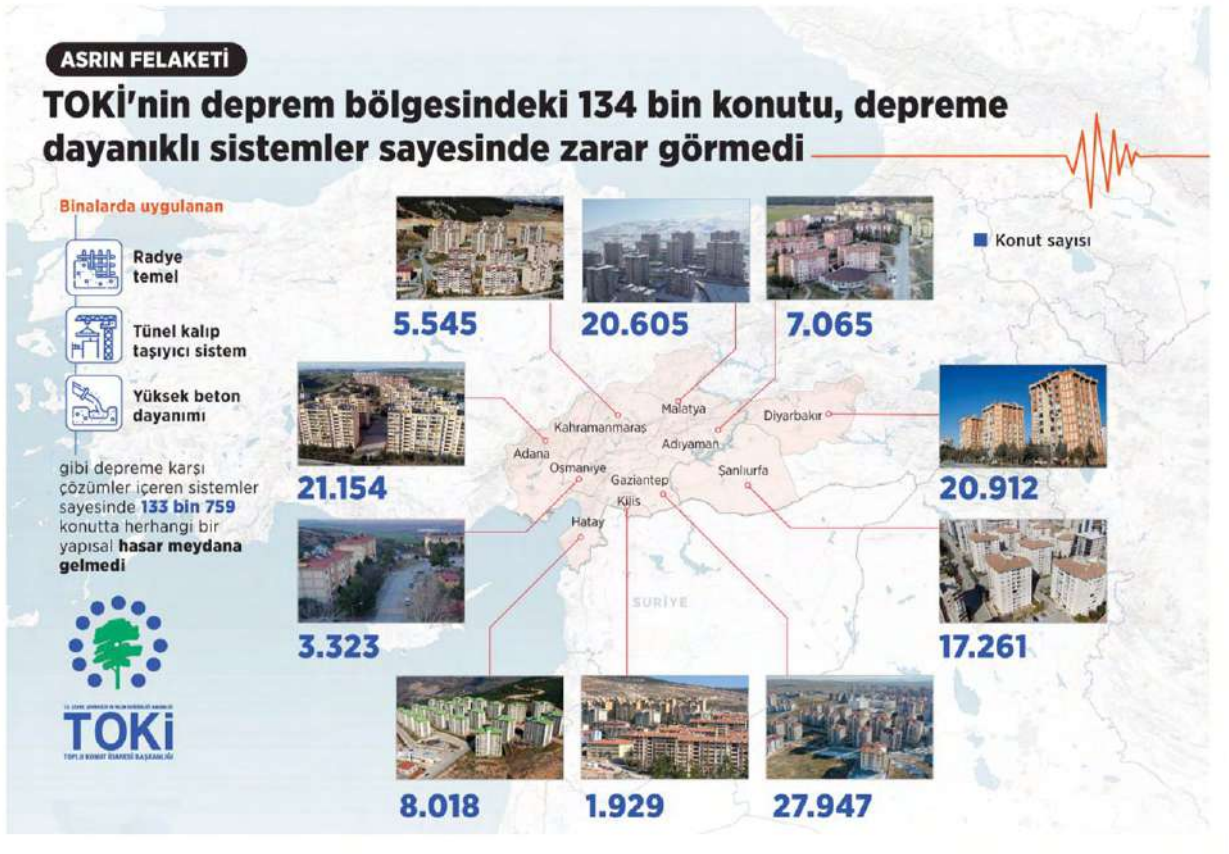 ASRIN FELAKETİ
TOKİ'nin deprem bölgesindeki 134 bin konutu, depreme
dayanıklı sistemler sayesinde zarar görmedi
Binalarda uygulanan
Radye
temel
Tünel kalıp
taşıyıcı sistem
Yüksek beton
dayanımı
gibi depreme karşı
çözümler içeren sistemler
sayesinde 133 bin 759
konutta herhangi bir
yapısal hasar meydana
gelmedi
TOKİ
TOPLU KONUT İDARESİ BAŞKANLIĞI
Konut sayısı
5.545
20.605
7.065
21.154
20.912
3.323
17.261
8.018
1.929
27.947
Malatya
Diyarbakır
Kahramanmaraş
Adıyaman
Adana
Osmaniye
Şanlıurfa
Gaziantep
Kilis
Hatay
SURİYE